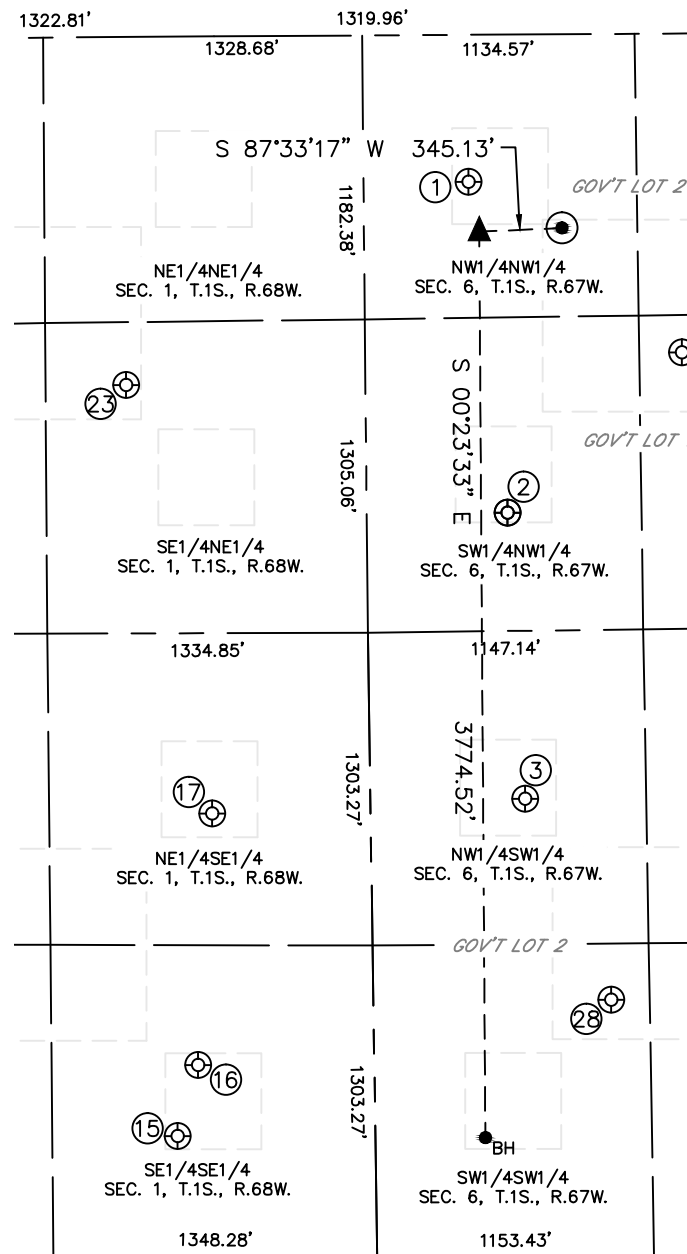 1322.81'
1319.96'
1328.68'
1134.57'
S 87°33'17" W 345.13'
1
GOV'T LOT 2
1182.38'
NE1/4NE1/4
SEC. 1, T.1S., R.68W.
NW1/4NW1/4
SEC. 6, T.1S., R.67W.
23
S 00°23'33" E
GOV'T LOT
1305.06'
2
SE1/4NE1/4
SEC. 1, T.1S., R.68W.
SW1/4NW1/4
SEC. 6, T.1S., R.67W.
1334.85'
1147.14'
3774.52'
1303.27'
17
3
NE1/4SE1/4
SEC. 1, T.1S., R.68W.
NW1/4SW1/4
SEC. 6, T.1S., R.67W.
GOV'T LOT 2
28
16
1303.27'
15
BH
SE1/4SE1/4
SEC. 1, T.1S., R.68W.
SW1/4SW1/4
SEC. 6, T.1S., R.67W.
1348.28'
1153.43'